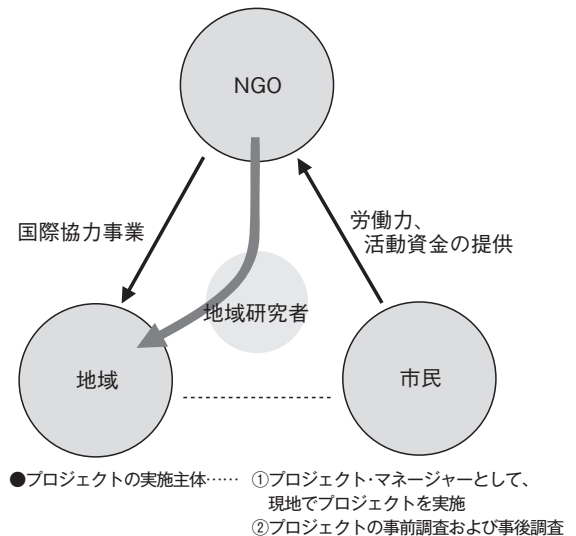 NGO
国際協力事業
労働力、
活動資金の提供
地域研究者
地域
市民
●プロジェクトの実施主体…… ①プロジェクト・マネージャーとして、
現地でプロジェクトを実施
②プロジェクトの事前調査および事後調査